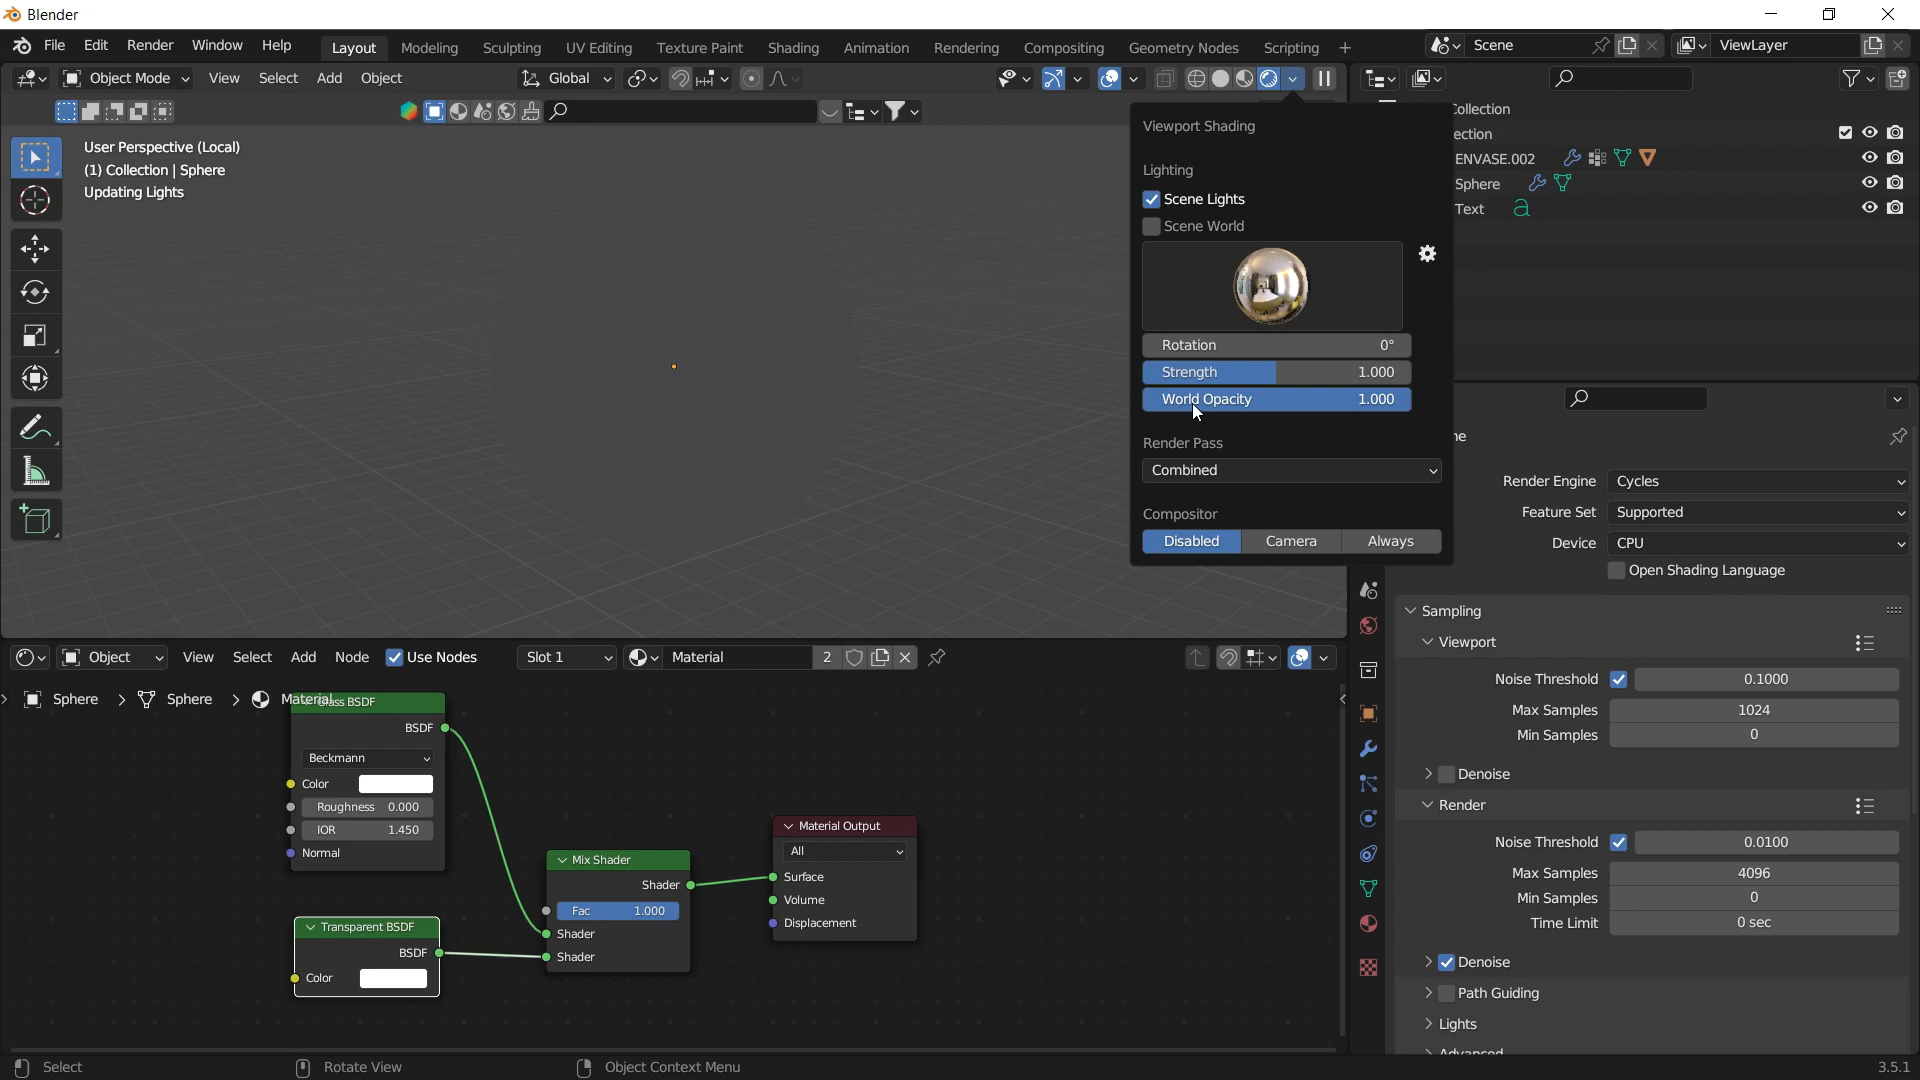 Blender
File Edit Render Window Help Layout Modeling Sculpting UV Editing Texture Paint Shading Animation Rendering Compositing Geometry Nodes Scripting + Scene ViewLayer
Object Mode View Select Add Object Global
User Perspective (Local)
(1) Collection | Sphere
Updating Lights
Viewport Shading
Lighting
Scene Lights
Scene World
Rotation 0°
Strength 1.000
World Opacity 1.000
Render Pass
Combined
Compositor
Disabled Camera Always
ollection
ection
ENVASE.002
Sphere
Text
ne
Render Engine Cycles
Feature Set Supported
Device CPU
Open Shading Language
Sampling
Viewport
Noise Threshold 0.1000
Max Samples 1024
Min Samples 0
Denoise
Render
Noise Threshold 0.0100
Max Samples 4096
Min Samples 0
Time Limit 0 sec
Denoise
Path Guiding
Lights
Advanced
Object View Select Add Node Use Nodes Slot 1 Material 2
Sphere > Sphere > Material
Glass BSDF
BSDF
Beckmann
Color
Roughness 0.000
IOR 1.450
Normal
Transparent BSDF
BSDF
Color
Mix Shader
Shader
Fac 1.000
Shader
Shader
Material Output
All
Surface
Volume
Displacement
Select Rotate View Object Context Menu 3.5.1